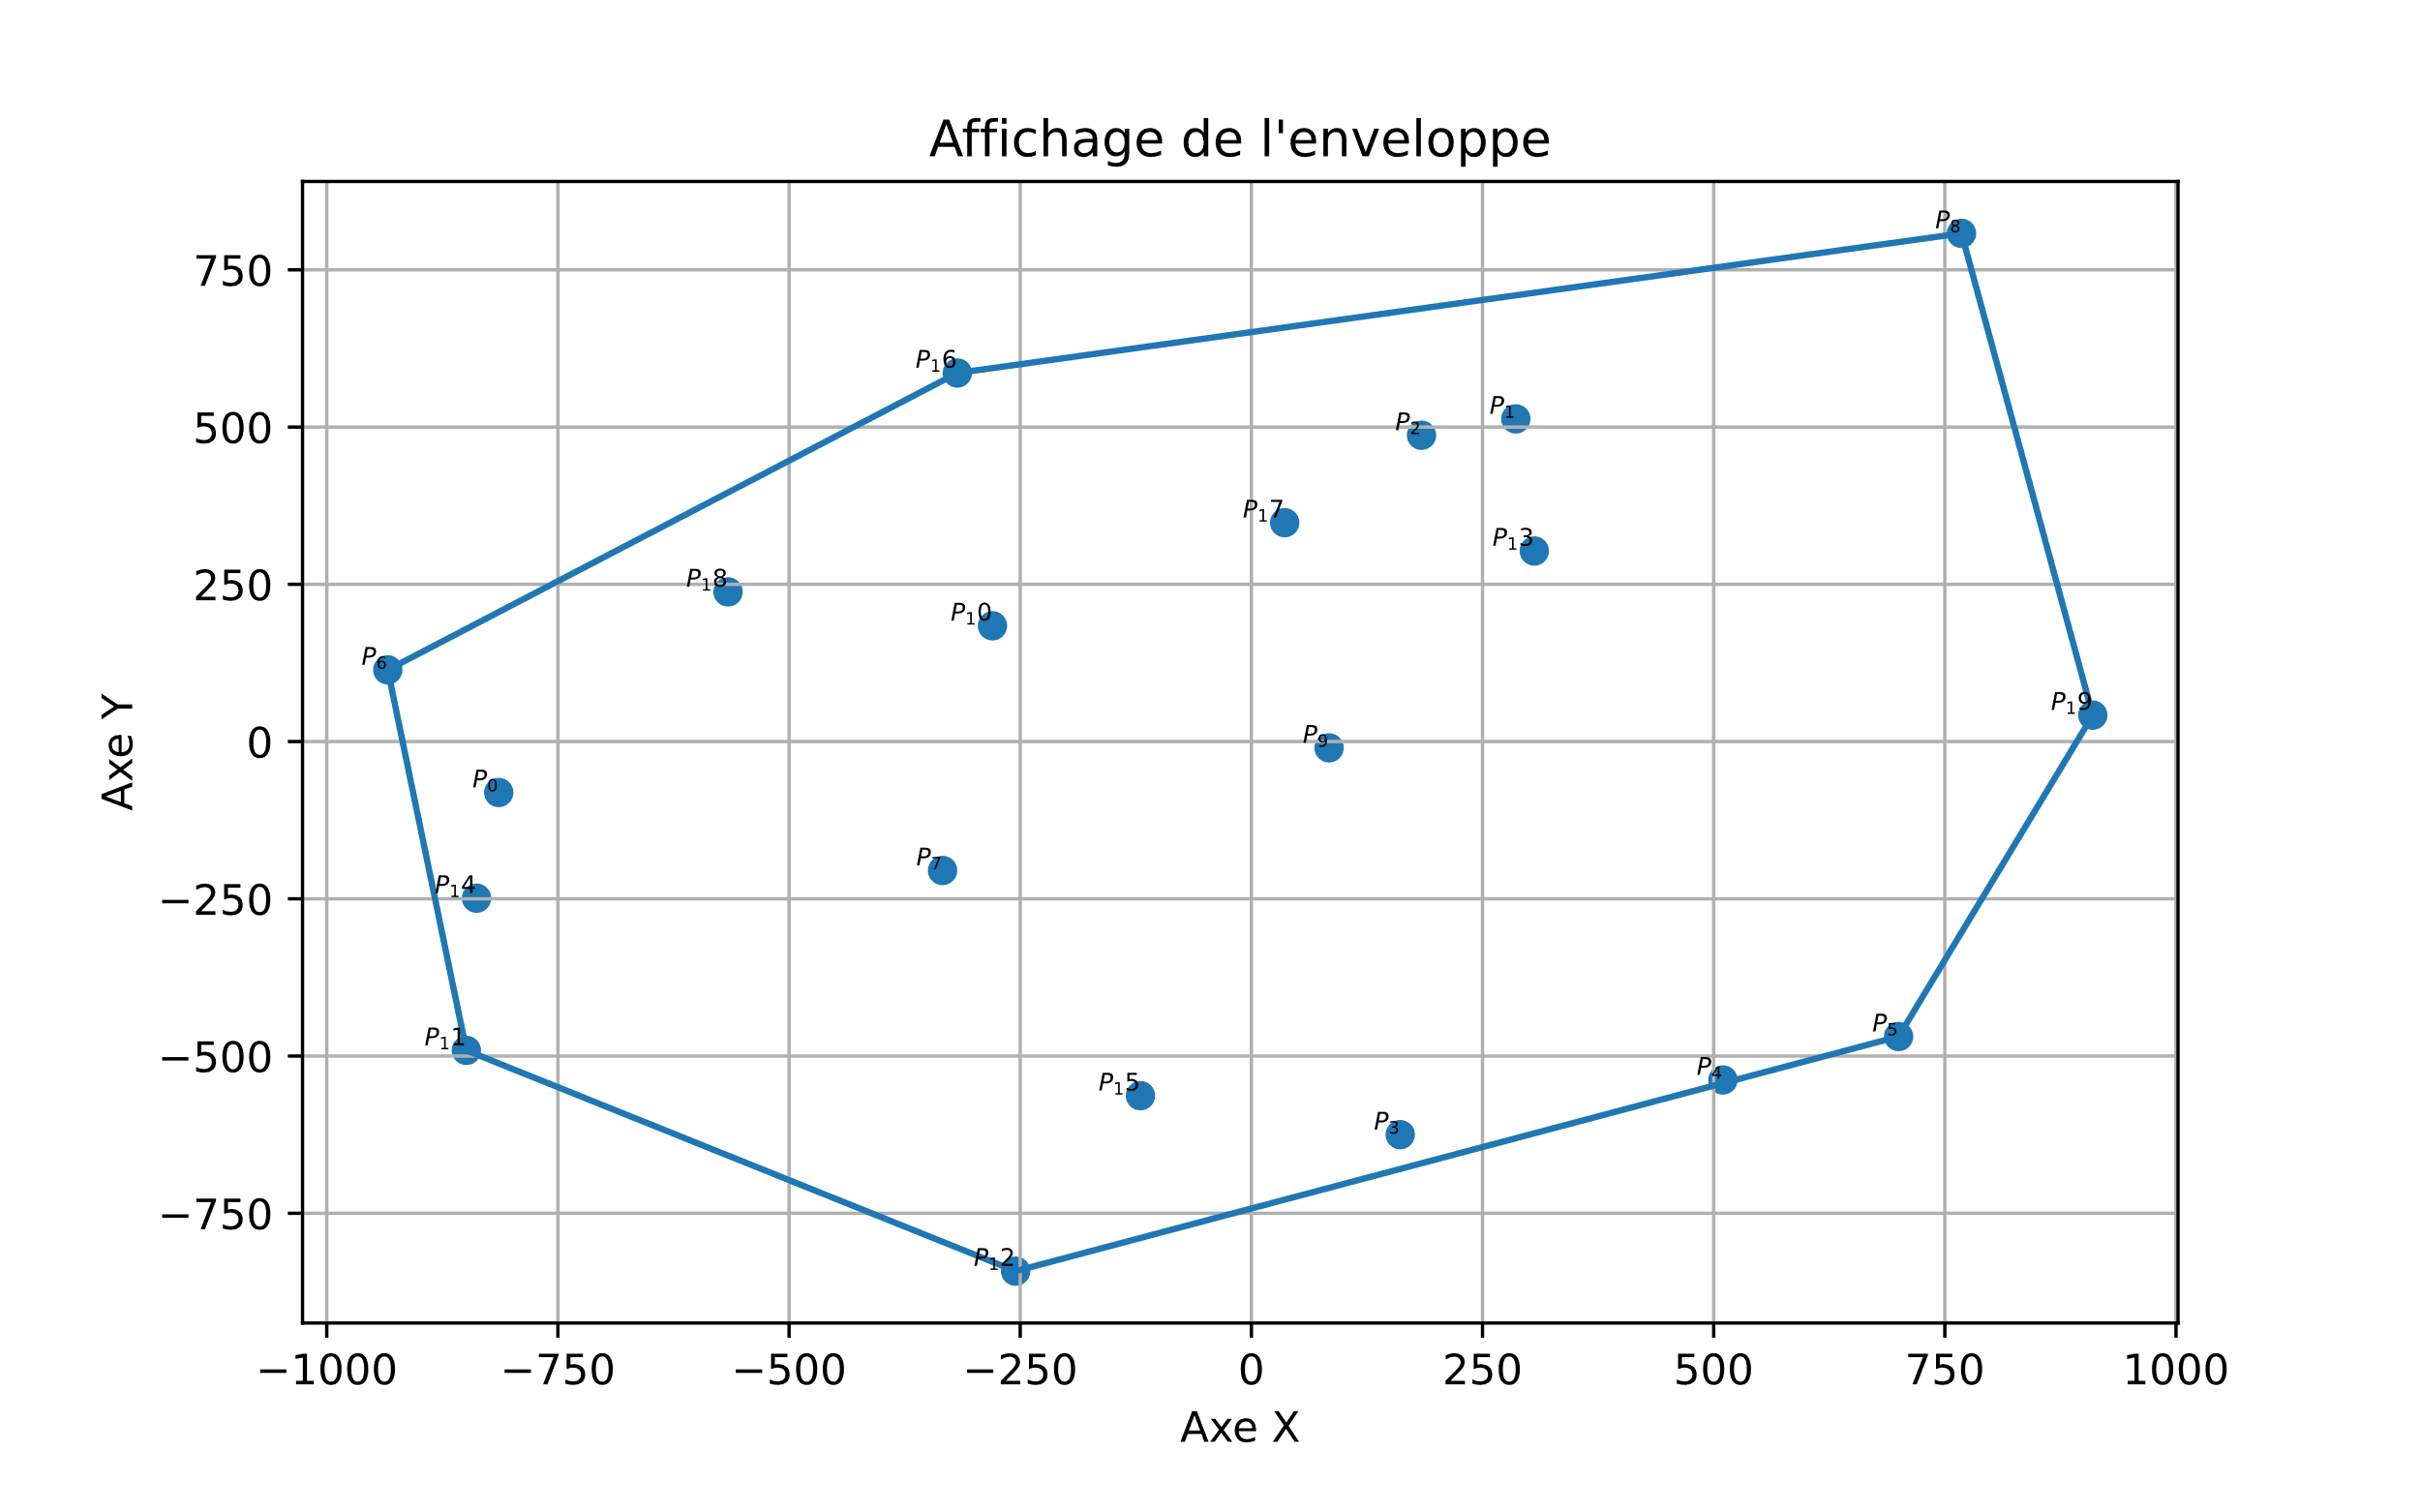 Affichage de l'enveloppe
P₈
750
P₁6
P₁
P₂
500
P₁7
P₁3
P₁8
250
P₁0
P₆
P₁9
P₉
0
P₀
P₇
P₁4
−250
P₅
P₁1
−500
P₄
P₁5
P₃
−750
P₁2
−1000 −750 −500 −250 0 250 500 750 1000
Axe X
Axe Y